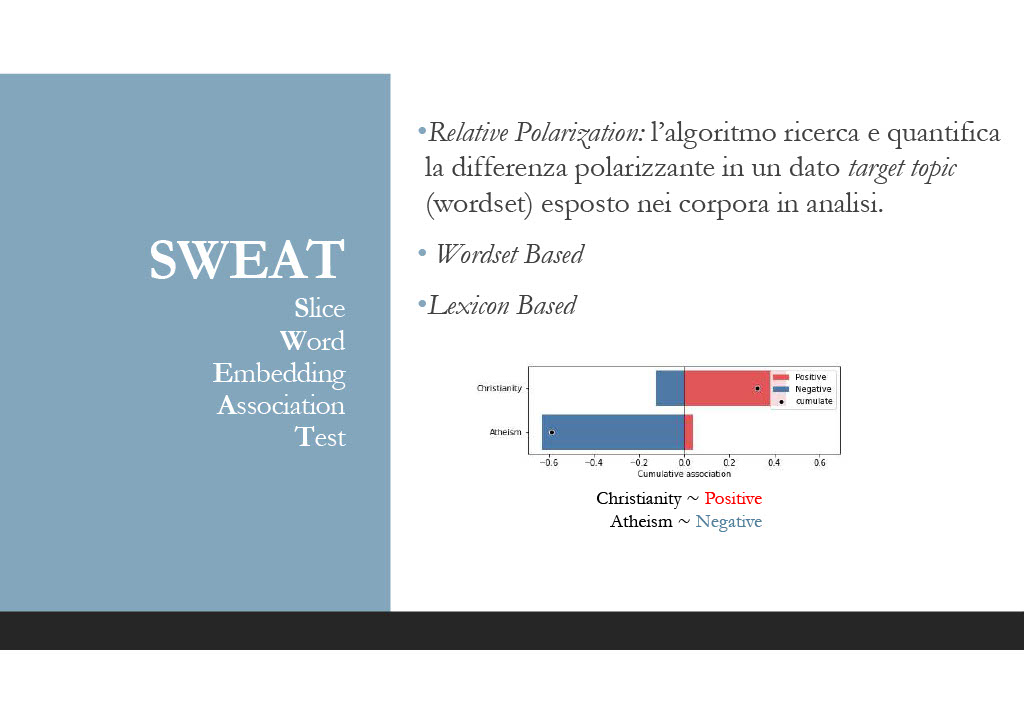 SWEAT
Slice
Word
Embedding
Association
Test
•Relative Polarization: l’algoritmo ricerca e quantifica
la differenza polarizzante in un dato target topic
(wordset) esposto nei corpora in analisi.
• Wordset Based
•Lexicon Based
Christianity
Atheism
Positive
Negative
cumulate
−0.6 −0.4 −0.2 0.0 0.2 0.4 0.6
Cumulative association
Christianity ~ Positive
Atheism ~ Negative